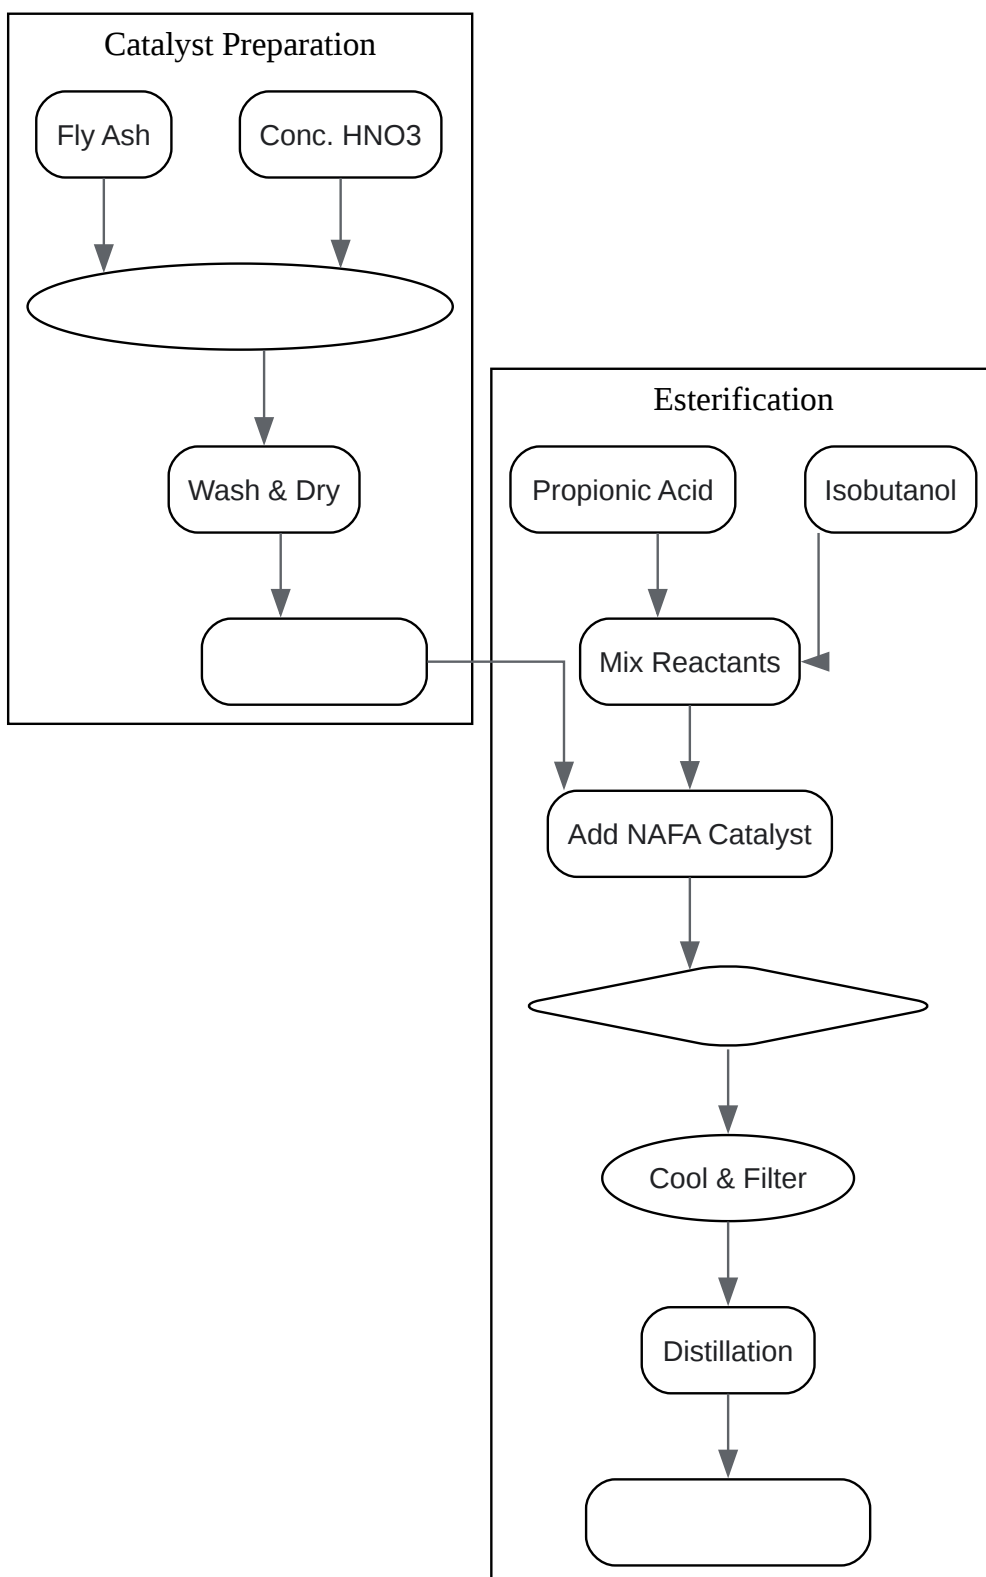 Catalyst Preparation
Fly Ash
Conc. HNO3
Wash & Dry
Esterification
Propionic Acid
Isobutanol
Mix Reactants
Add NAFA Catalyst
Cool & Filter
Distillation